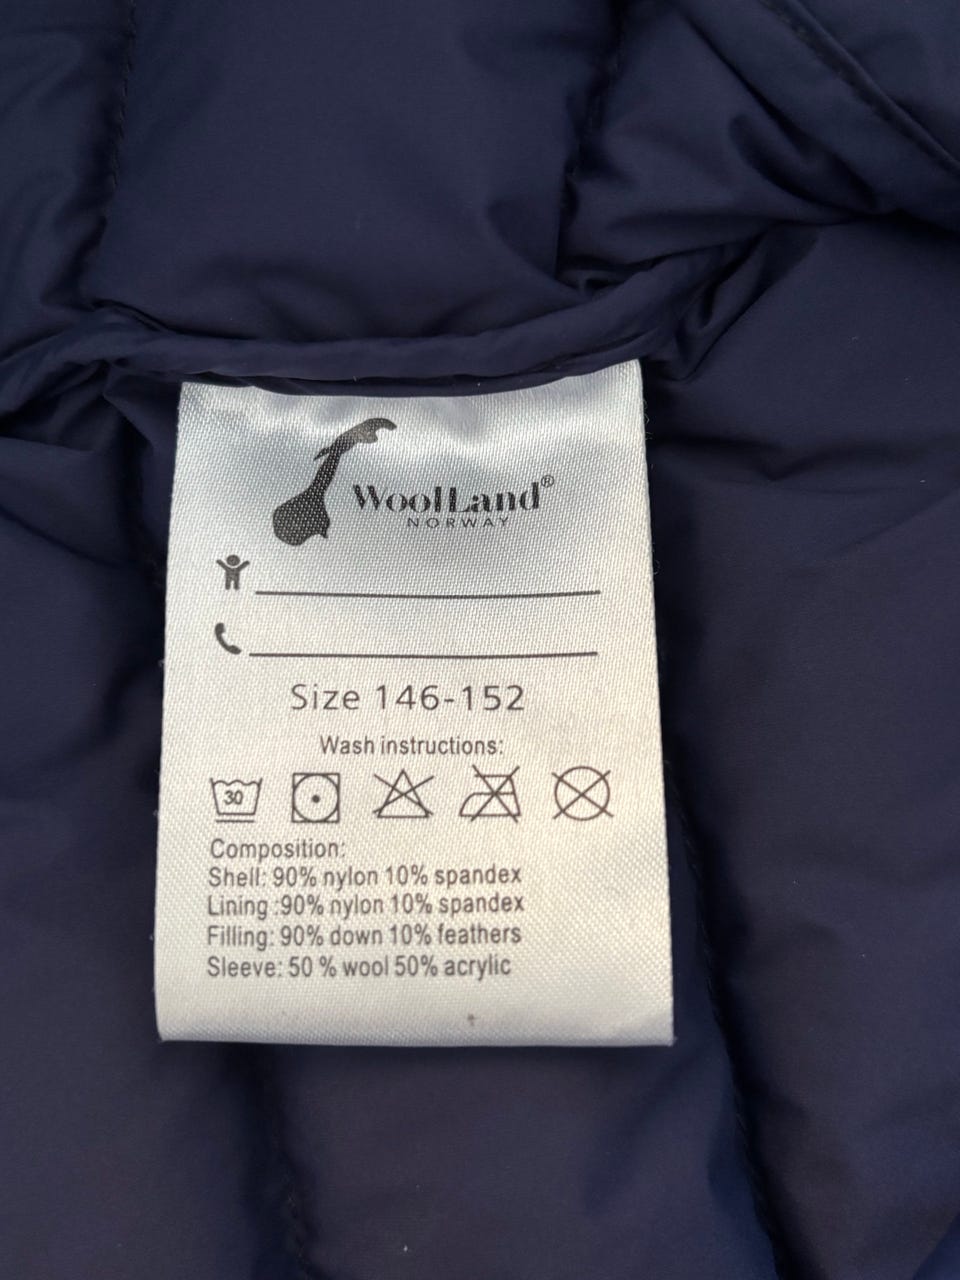 WoolLand®
NORWAY
Size 146-152
Wash instructions:
30
Composition:
Shell: 90% nylon 10% spandex
Lining :90% nylon 10% spandex
Filling: 90% down 10% feathers
Sleeve: 50 % wool 50% acrylic